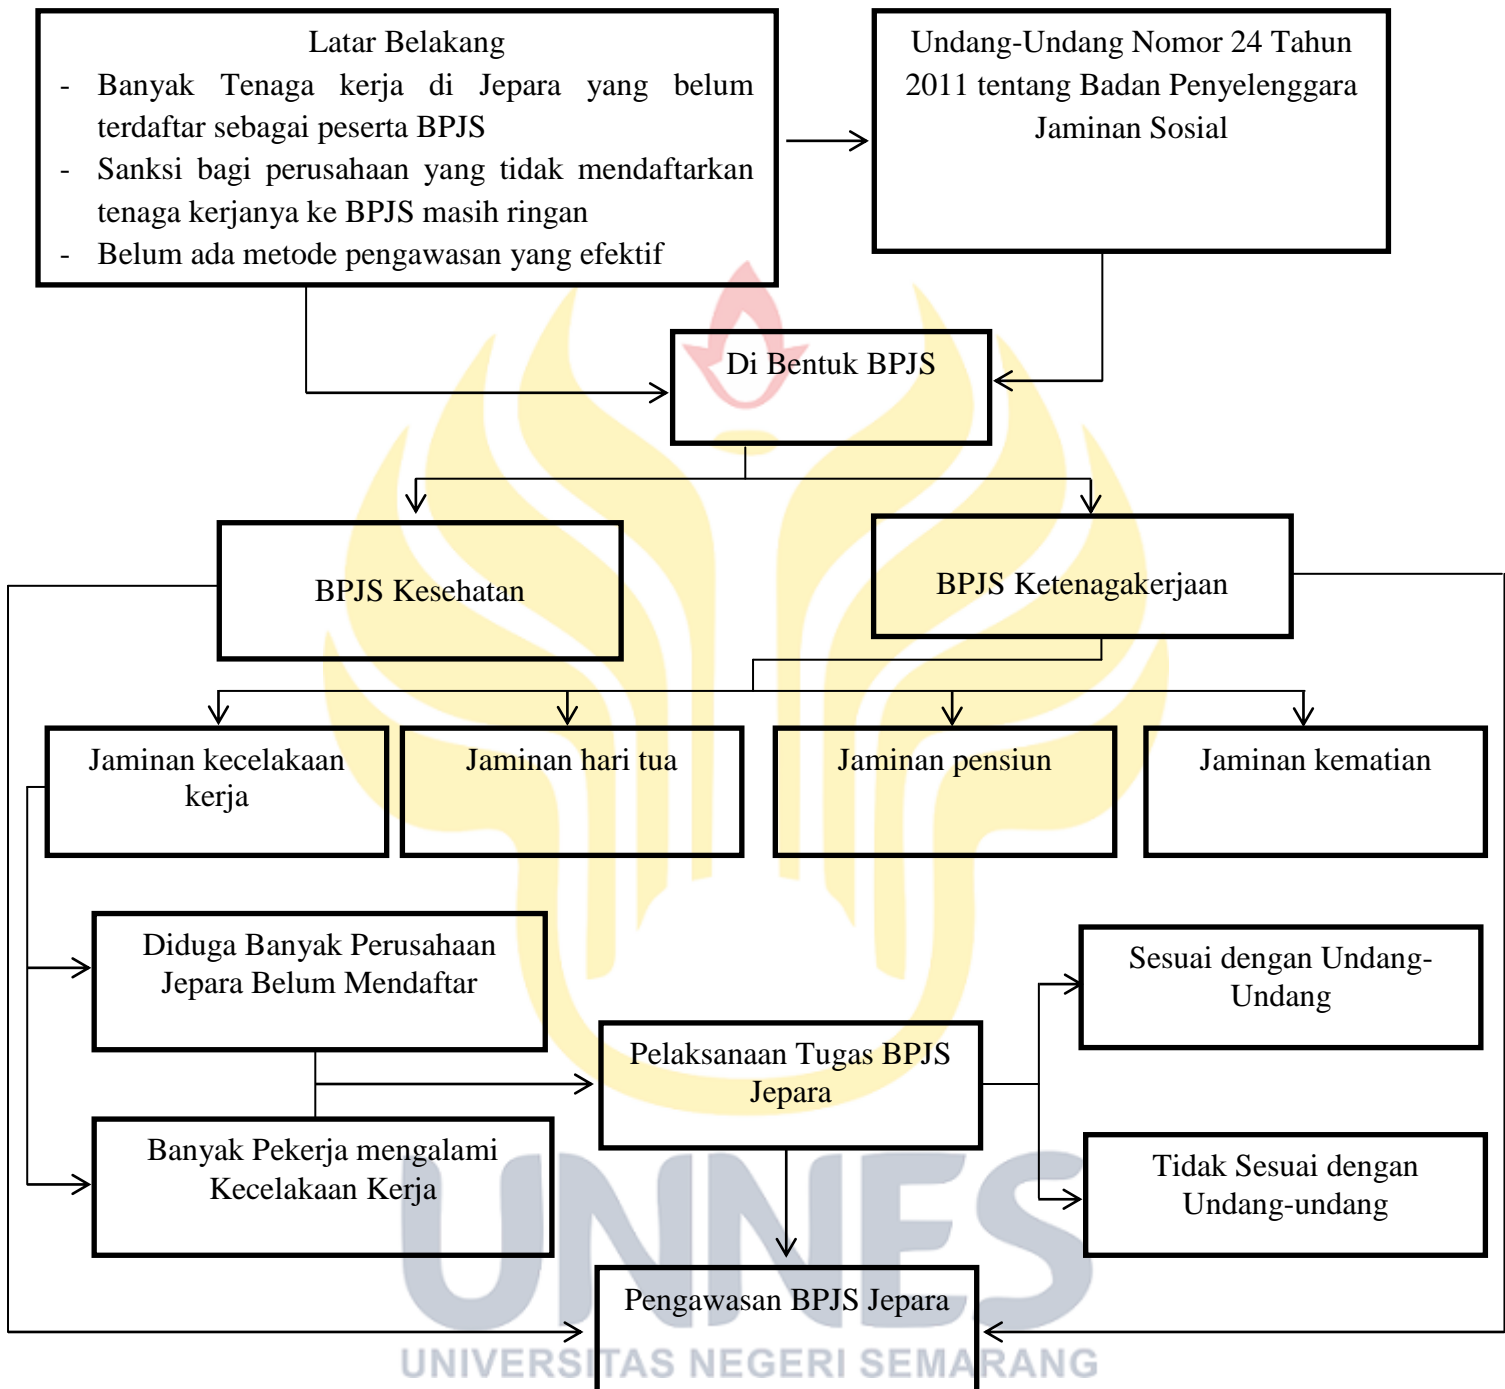 Latar Belakang
- Banyak Tenaga kerja di Jepara yang belum
terdaftar sebagai peserta BPJS
- Sanksi bagi perusahaan yang tidak mendaftarkan
tenaga kerjanya ke BPJS masih ringan
- Belum ada metode pengawasan yang efektif
Undang-Undang Nomor 24 Tahun
2011 tentang Badan Penyelenggara
Jaminan Sosial
Di Bentuk BPJS
BPJS Kesehatan
BPJS Ketenagakerjaan
Jaminan kecelakaan
kerja
Jaminan hari tua
Jaminan pensiun
Jaminan kematian
Diduga Banyak Perusahaan
Jepara Belum Mendaftar
Sesuai dengan Undang-
Undang
Pelaksanaan Tugas BPJS
Jepara
Banyak Pekerja mengalami
Kecelakaan Kerja
Tidak Sesuai dengan
Undang-undang
Pengawasan BPJS Jepara
UNNES
UNIVERSITAS NEGERI SEMARANG